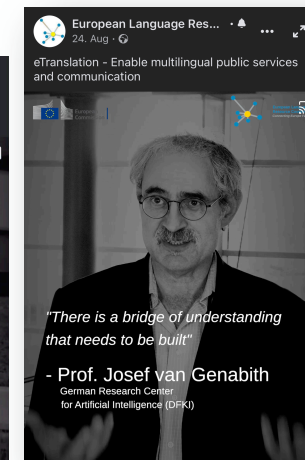 European Language Res...
24. Aug ·
eTranslation - Enable multilingual public services
and communication
"There is a bridge of understanding
that needs to be built"
- Prof. Josef van Genabith
German Research Center
for Artificial Intelligence (DFKI)